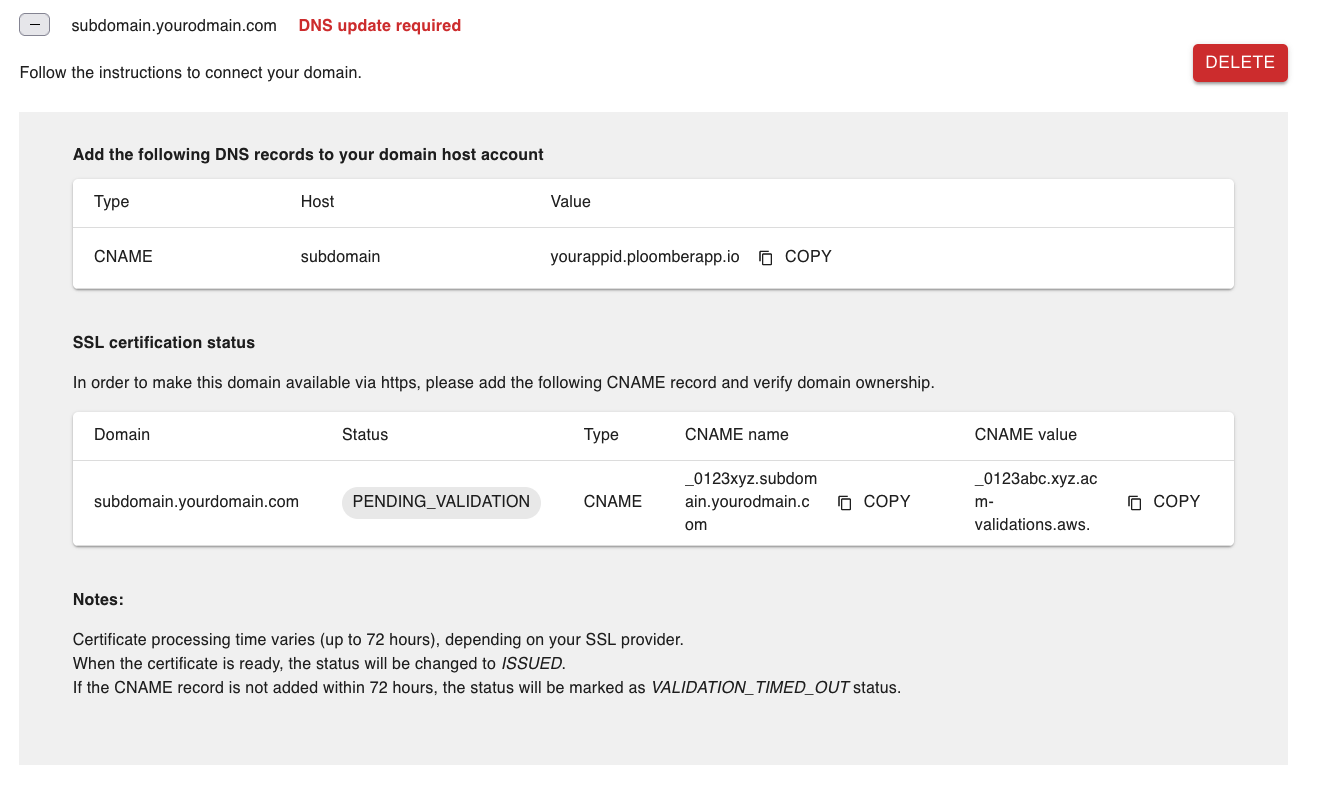 subdomain.yourodmain.com DNS update required
Follow the instructions to connect your domain.
DELETE
Add the following DNS records to your domain host account
Type Host Value
CNAME subdomain yourappid.ploomberapp.io COPY
SSL certification status
In order to make this domain available via https, please add the following CNAME record and verify domain ownership.
Domain Status Type CNAME name CNAME value
subdomain.yourdomain.com PENDING_VALIDATION CNAME
_0123xyz.subdom
ain.yourodmain.c
om
COPY
_0123abc.xyz.ac
m-
validations.aws.
COPY
Notes:
Certificate processing time varies (up to 72 hours), depending on your SSL provider.
When the certificate is ready, the status will be changed to ISSUED.
If the CNAME record is not added within 72 hours, the status will be marked as VALIDATION_TIMED_OUT status.